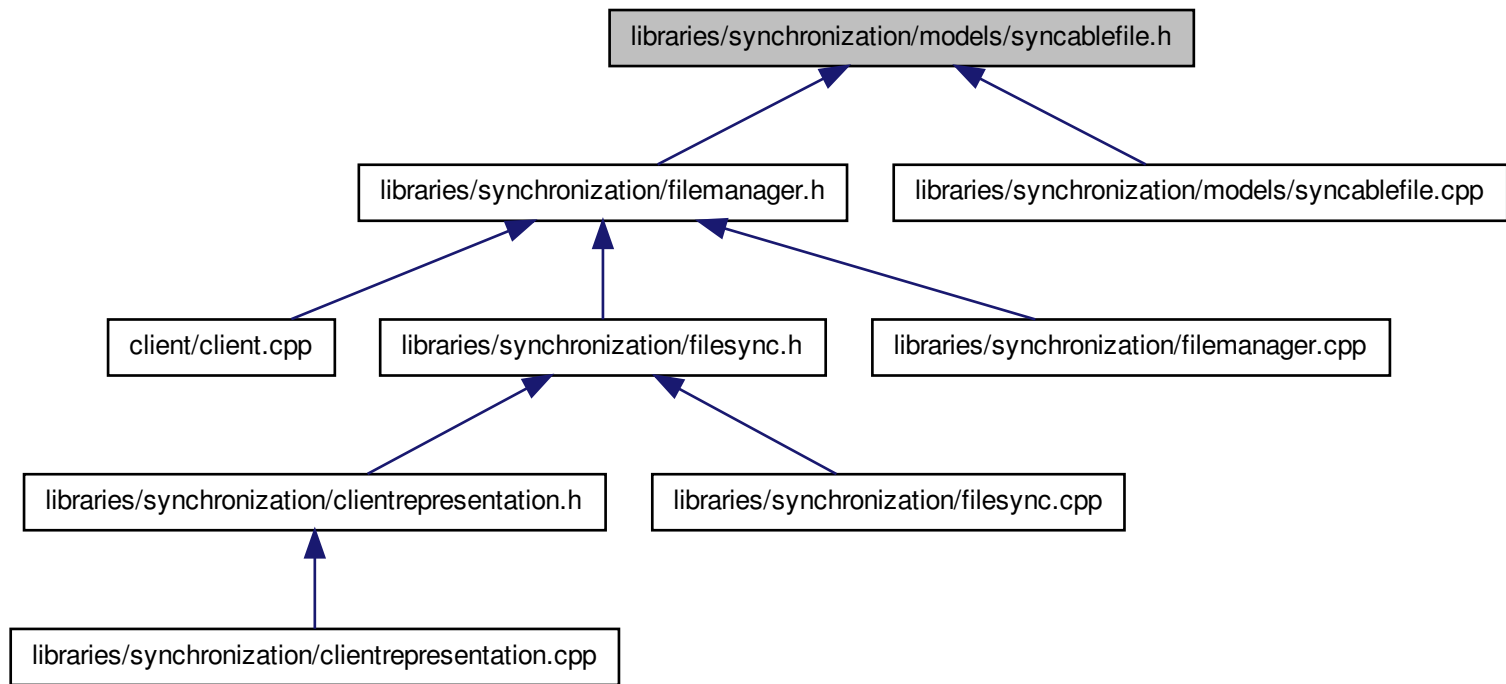 libraries/synchronization/models/syncablefile.h
libraries/synchronization/filemanager.h
libraries/synchronization/models/syncablefile.cpp
client/client.cpp
libraries/synchronization/filesync.h
libraries/synchronization/filemanager.cpp
libraries/synchronization/clientrepresentation.h
libraries/synchronization/filesync.cpp
libraries/synchronization/clientrepresentation.cpp